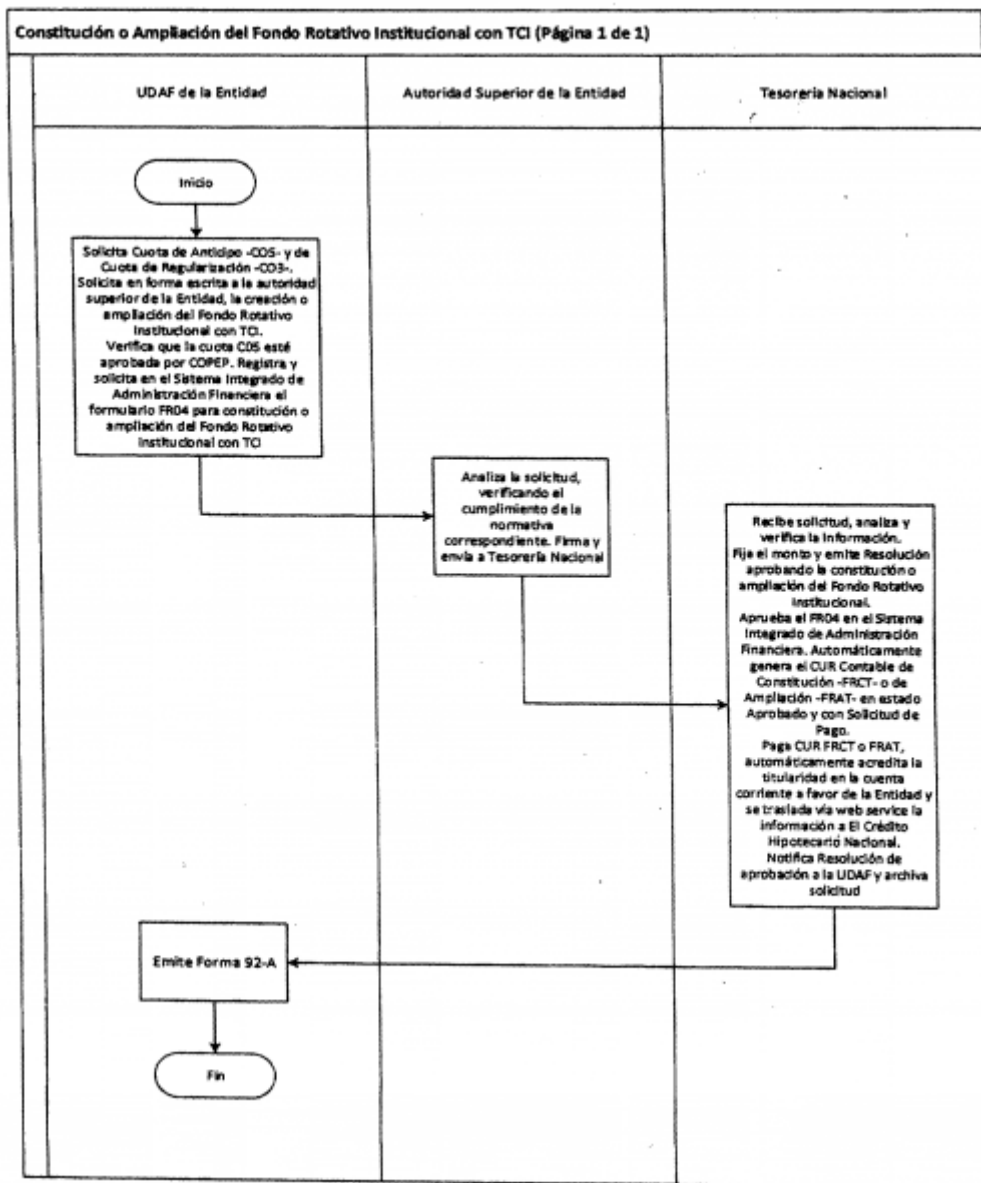 Constitución o Ampliación del Fondo Rotativo Institucional con TCI (Página 1 de 1)
UDAF de la Entidad
Autoridad Superior de la Entidad
Tesorería Nacional
Inicio
Solicita Cuota de Anticipo -CO5- y de
Cuota de Regularización -CO3-.
Solicita en forma escrita a la autoridad
superior de la Entidad, la creación o
ampliación del Fondo Rotativo
Institucional con TCI.
Verifica que la cuota C05 esté
aprobada por COPEP. Registra y
solicita en el Sistema Integrado de
Administración Financiera el
formulario FR04 para constitución o
ampliación del Fondo Rotativo
Institucional con TCI
Analiza la solicitud,
verificando el
cumplimiento de la
normativa
correspondiente. Firma y
envía a Tesorería Nacional
Recibe solicitud, analiza y
verifica la información.
Fija el monto y emite Resolución
aprobando la constitución o
ampliación del Fondo Rotativo
Institucional.
Aprueba el FR04 en el Sistema
Integrado de Administración
Financiera. Automáticamente
genera el CUR Contable de
Constitución -FRCT- o de
Ampliación -FRAT- en estado
Aprobado y con Solicitud de
Pago.
Paga CUR FRCT o FRAT,
automáticamente acredita la
titularidad en la cuenta
corriente a favor de la Entidad y
se traslada vía web service la
información a El Crédito
Hipotecario Nacional.
Notifica Resolución de
aprobación a la UDAF y archiva
solicitud
Emite Forma 92-A
Fin